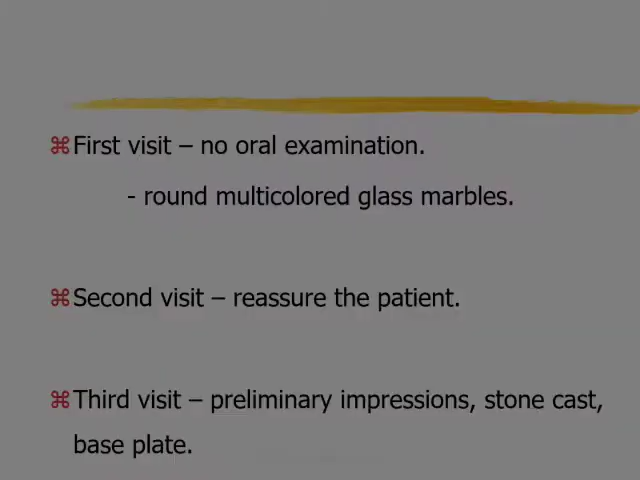 ⌘First visit – no oral examination.
- round multicolored glass marbles.
⌘Second visit – reassure the patient.
⌘Third visit – preliminary impressions, stone cast,
base plate.